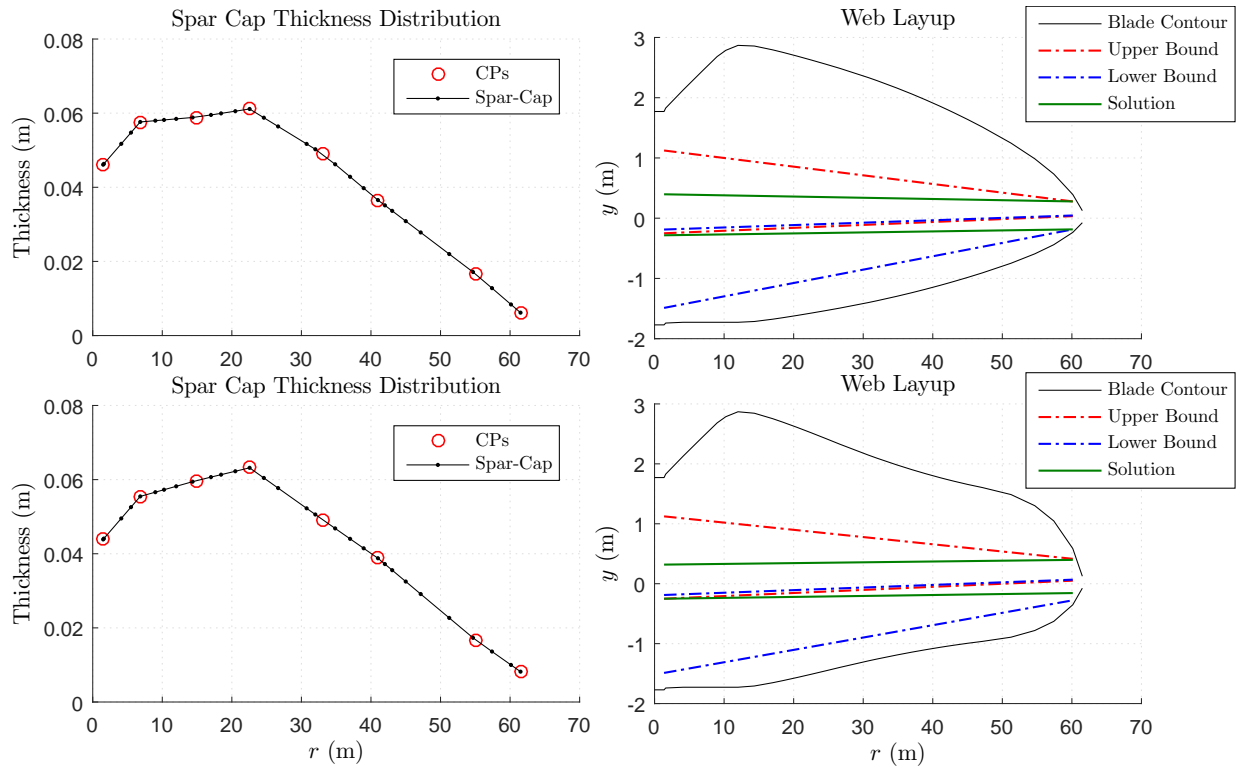 Spar Cap Thickness Distribution
0.08
0.06
0.04
0.02
0
Thickness (m)
CPs
Spar-Cap
0 10 20 30 40 50 60 70
Web Layup
3
2
1
0
-1
-2
y (m)
Blade Contour
Upper Bound
Lower Bound
Solution
0 10 20 30 40 50 60 70
Spar Cap Thickness Distribution
0.08
0.06
0.04
0.02
0
Thickness (m)
CPs
Spar-Cap
0 10 20 30 40 50 60 70
r (m)
Web Layup
3
2
1
0
-1
-2
y (m)
Blade Contour
Upper Bound
Lower Bound
Solution
0 10 20 30 40 50 60 70
r (m)